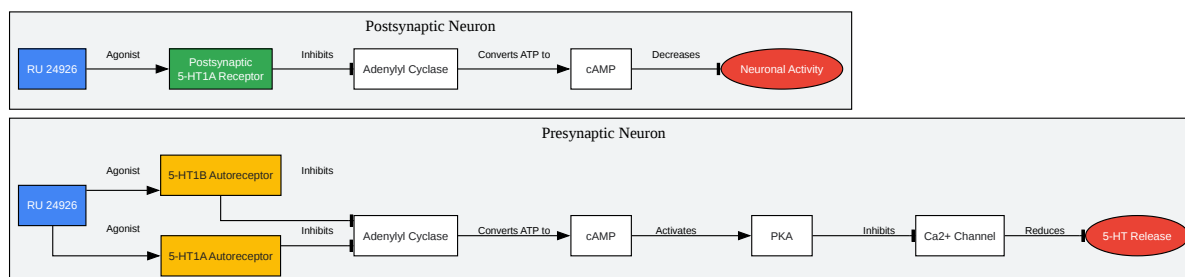 Postsynaptic Neuron
RU 24926
Agonist
Postsynaptic
5-HT1A Receptor
Inhibits
Adenylyl Cyclase
Converts ATP to
cAMP
Decreases
Neuronal Activity
Presynaptic Neuron
RU 24926
Agonist
5-HT1B Autoreceptor
Inhibits
Agonist
5-HT1A Autoreceptor
Inhibits
Adenylyl Cyclase
Converts ATP to
cAMP
Activates
PKA
Inhibits
Ca2+ Channel
Reduces
5-HT Release